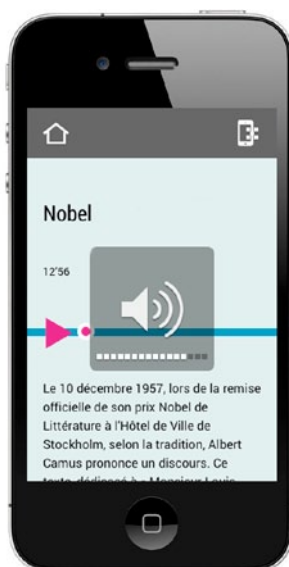 Nobel
12'56
Le 10 décembre 1957, lors de la remise
officielle de son prix Nobel de
Littérature à l'Hôtel de Ville de
Stockholm, selon la tradition, Albert
Camus prononce un discours. Ce